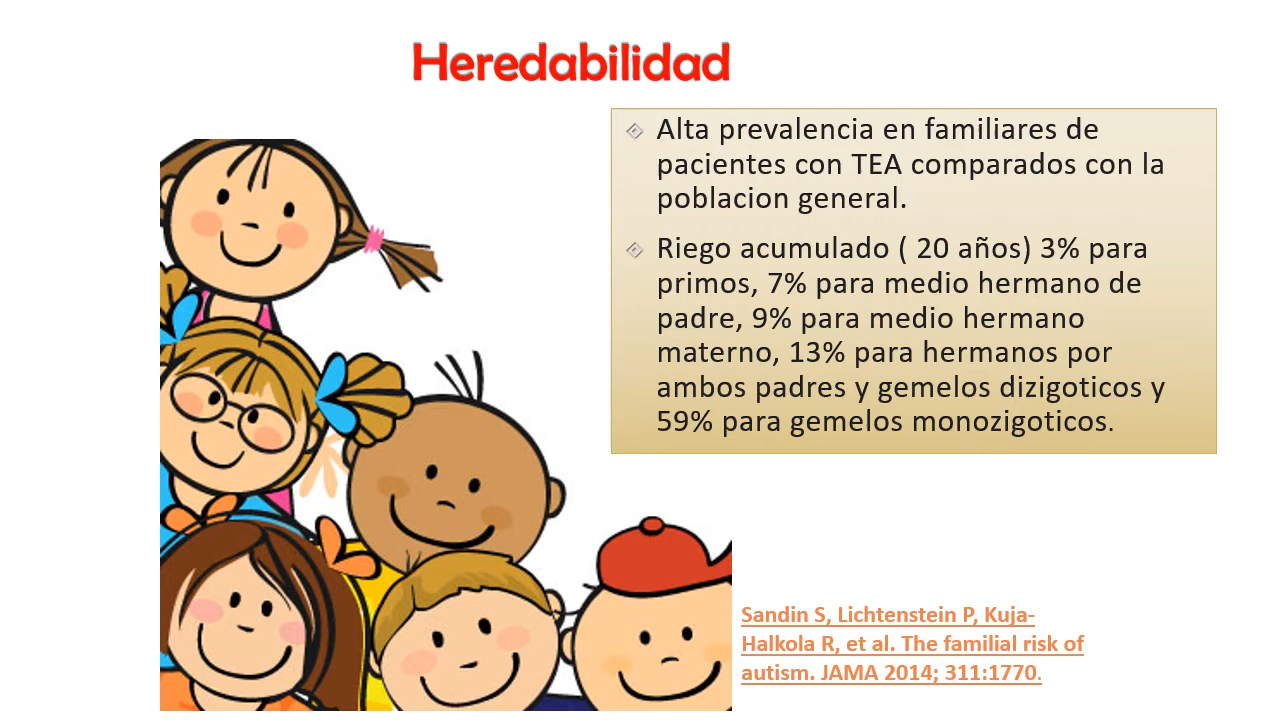 Heredabilidad
Alta prevalencia en familiares de
pacientes con TEA comparados con la
poblacion general.
Riego acumulado ( 20 años) 3% para
primos, 7% para medio hermano de
padre, 9% para medio hermano
materno, 13% para hermanos por
ambos padres y gemelos dizigoticos y
59% para gemelos monozigoticos.
Sandin S, Lichtenstein P, Kuja-
Halkola R, et al. The familial risk of
autism. JAMA 2014; 311:1770.